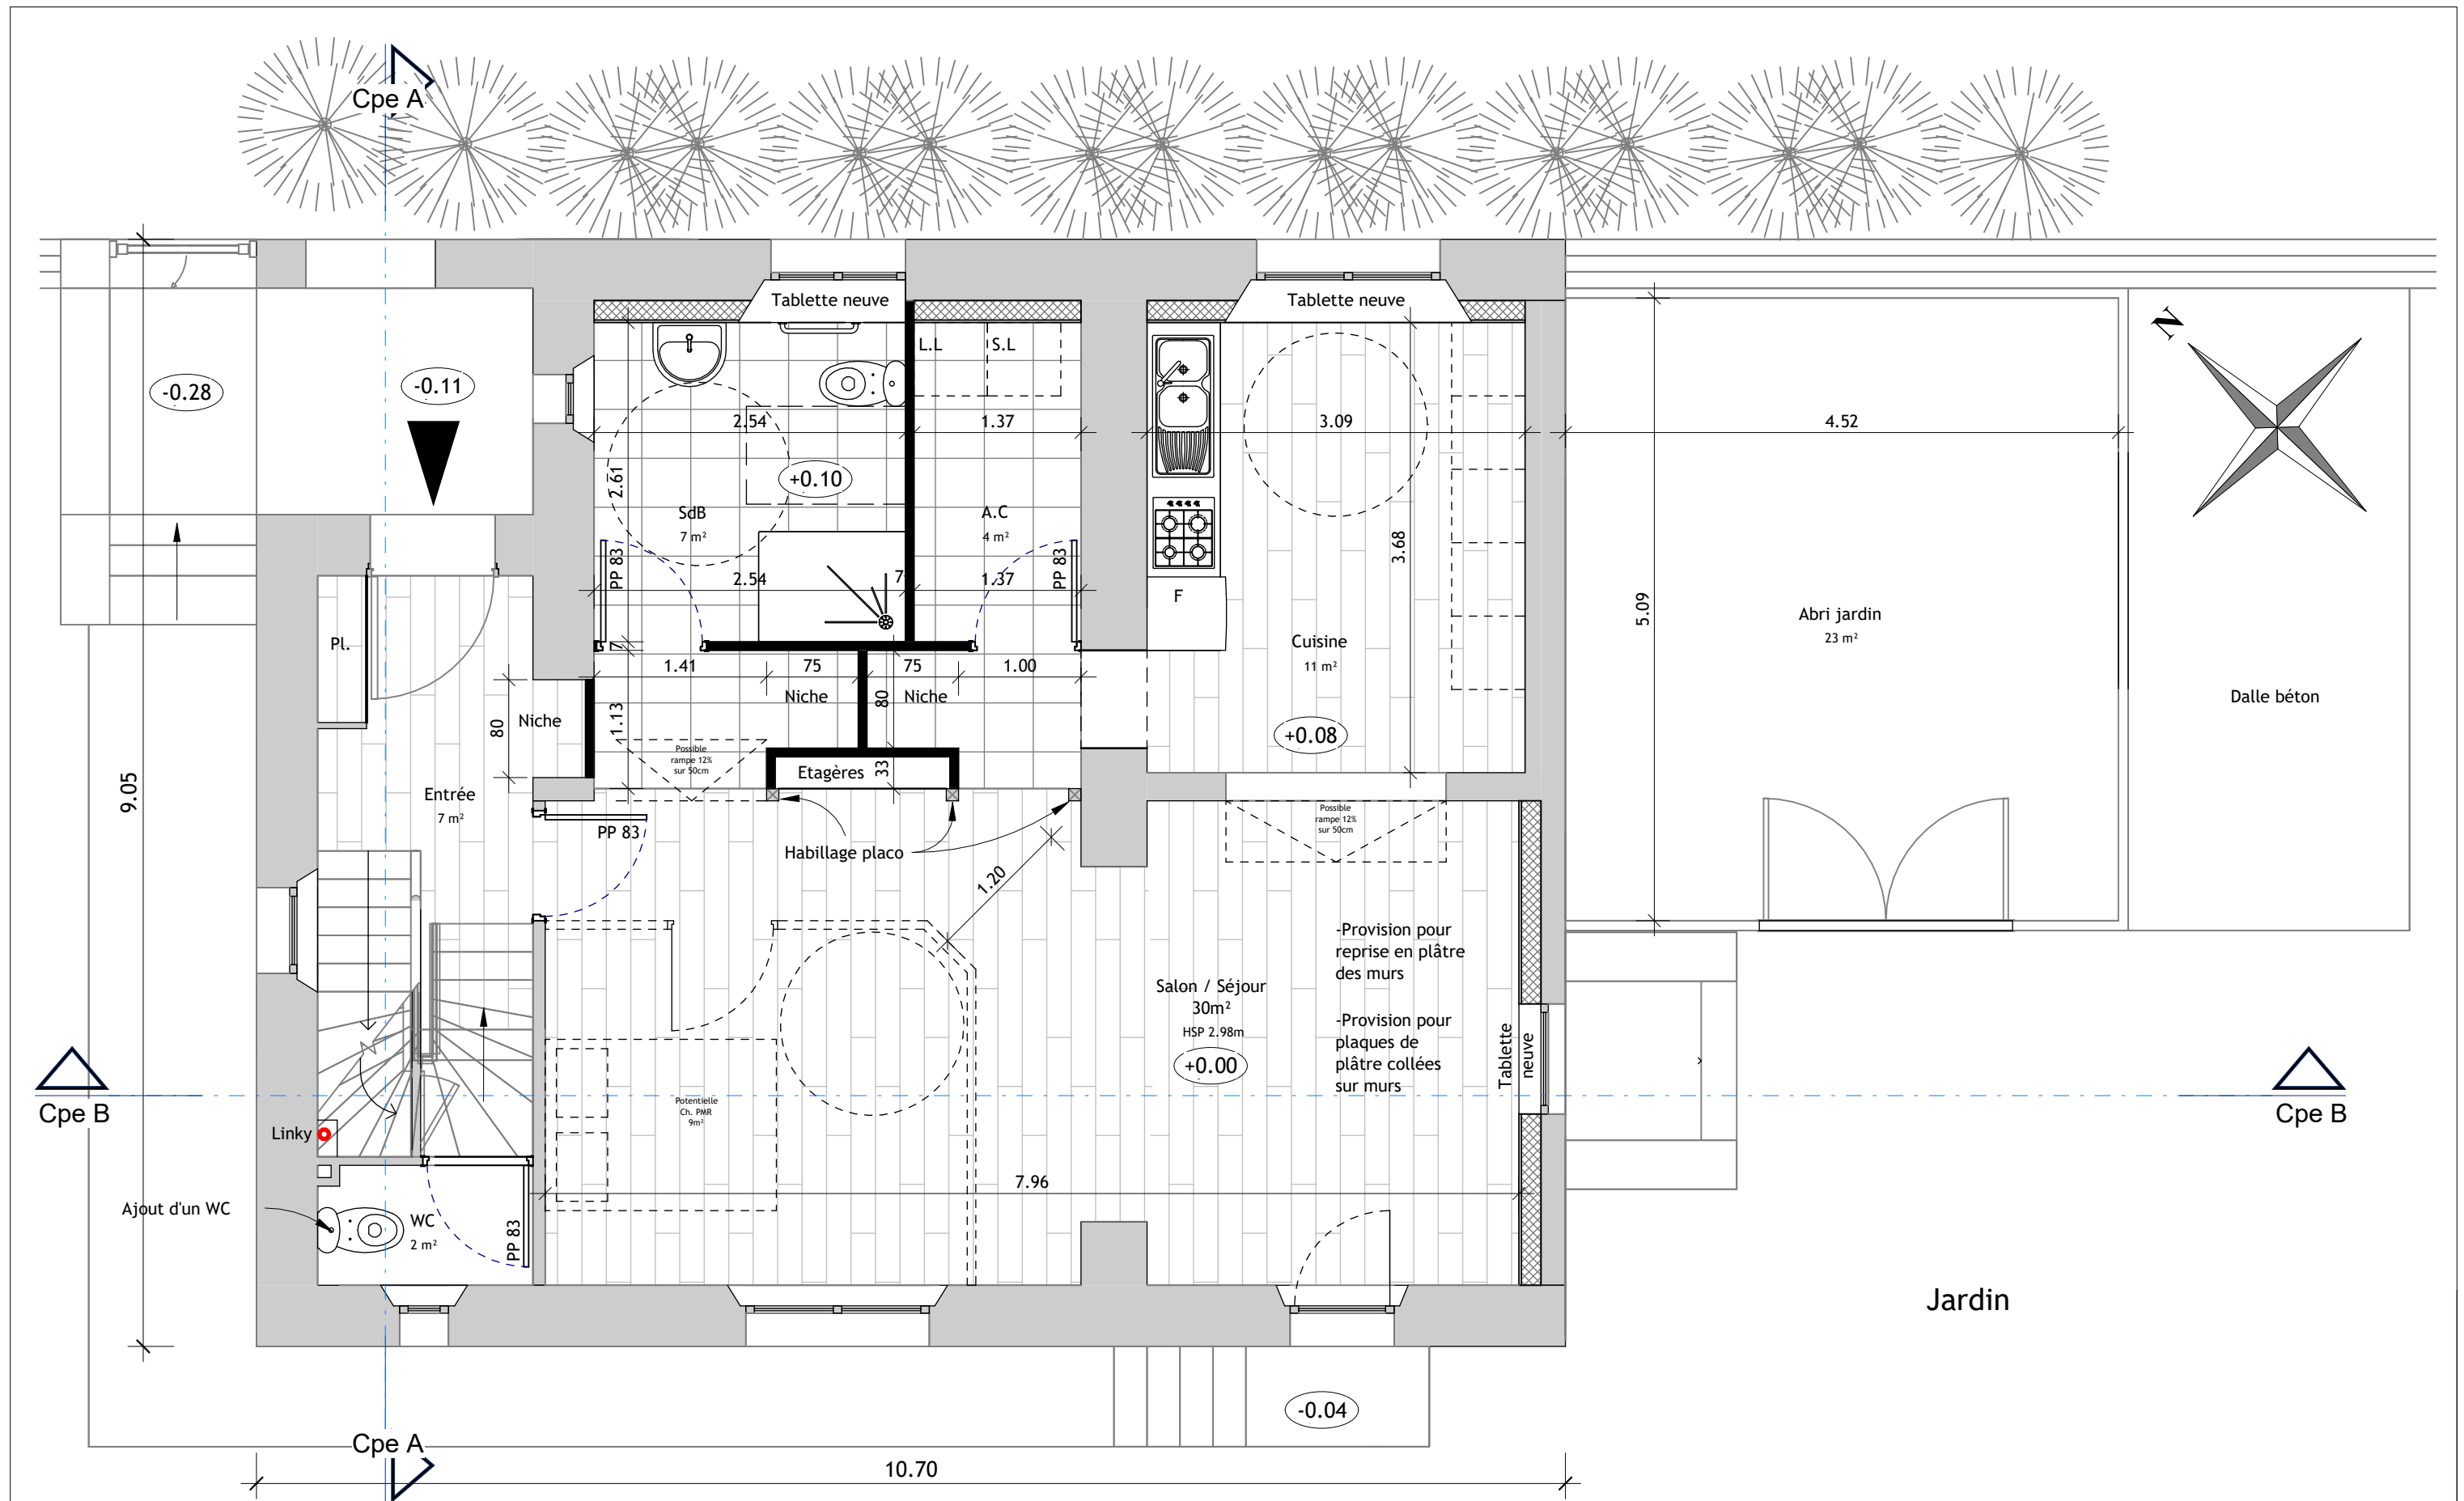 Cpe A
N
Tablette neuve
Tablette neuve
L.L
S.L
-0.28
-0.11
2.54
1.37
3.09
4.52
2.61
+0.10
SdB
7 m²
A.C
4 m²
3.68
PP 83
PP 83
2.54
7
1.37
F
5.09
Abri jardin
23 m²
Pl.
Cuisine
11 m²
7
1.41
75
75
1.00
Niche
80
Niche
Dalle béton
Niche
80
1.13
+0.08
Possible
rampe 12%
sur 50cm
Etagères
33
9.05
Entrée
7 m²
PP 83
Possible
rampe 12%
sur 50cm
Habillage placo
1.20
-Provision pour
reprise en plâtre
des murs
Salon / Séjour
30m²
HSP 2.98m
+0.00
-Provision pour
plaques de
plâtre collées
sur murs
Tablette
neuve
Cpe B
Cpe B
Potentielle
Ch. PMR
9m²
Linky
7.96
Ajout d'un WC
WC
2 m²
PP 83
Jardin
-0.04
Cpe A
10.70